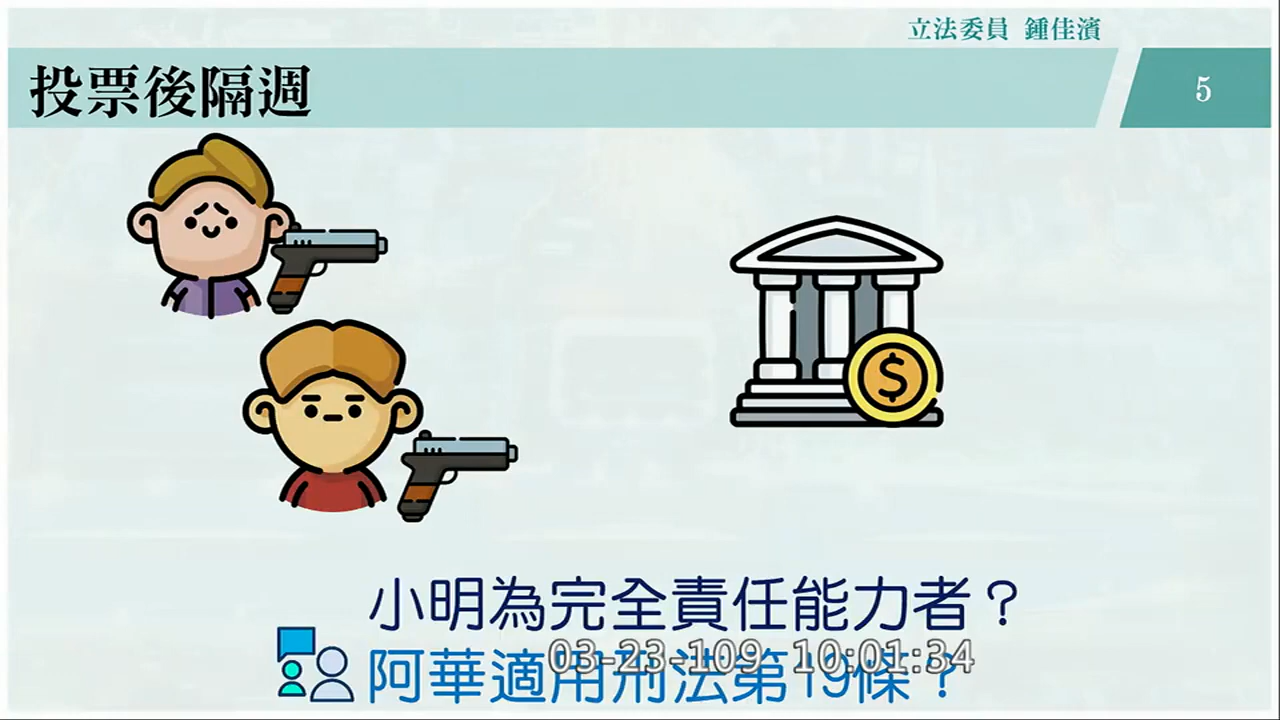 立法委員 鍾佳濱
投票後隔週
5
小明為完全責任能力者？
阿華適用刑法第19條？
03-23-109 10:01:34